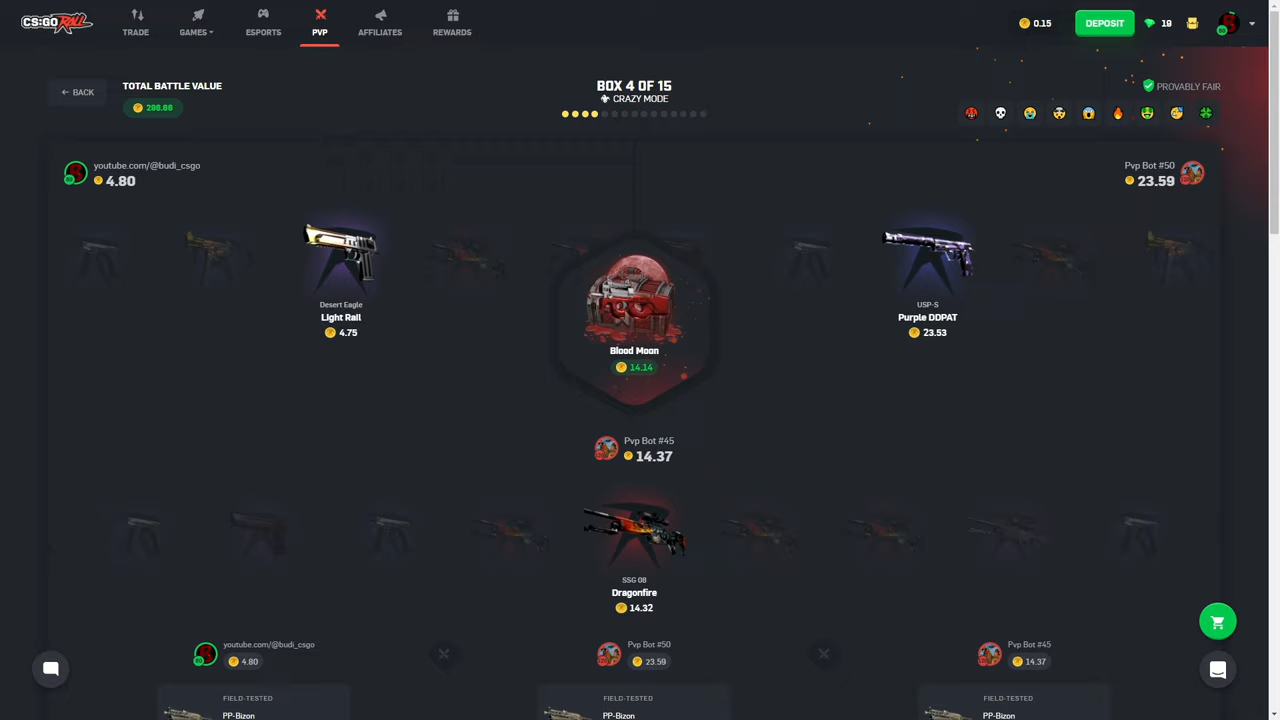 CS:GO ROLL
TRADE
GAMES
ESPORTS
PVP
AFFILIATES
REWARDS
0.15
DEPOSIT
19
← BACK
TOTAL BATTLE VALUE
BOX 4 OF 15
CRAZY MODE
PROVABLY FAIR
youtube.com/@budi_csgo
4.80
Pvp Bot #50
23.59
Desert Eagle
Light Rail
4.75
USP-S
Purple DDPAT
23.53
Blood Moon
14.14
Pvp Bot #45
14.37
SSG 08
Dragonfire
14.32
youtube.com/@budi_csgo
4.80
Pvp Bot #50
23.59
Pvp Bot #45
14.37
FIELD-TESTED
PP-Bizon
FIELD-TESTED
PP-Bizon
FIELD-TESTED
PP-Bizon